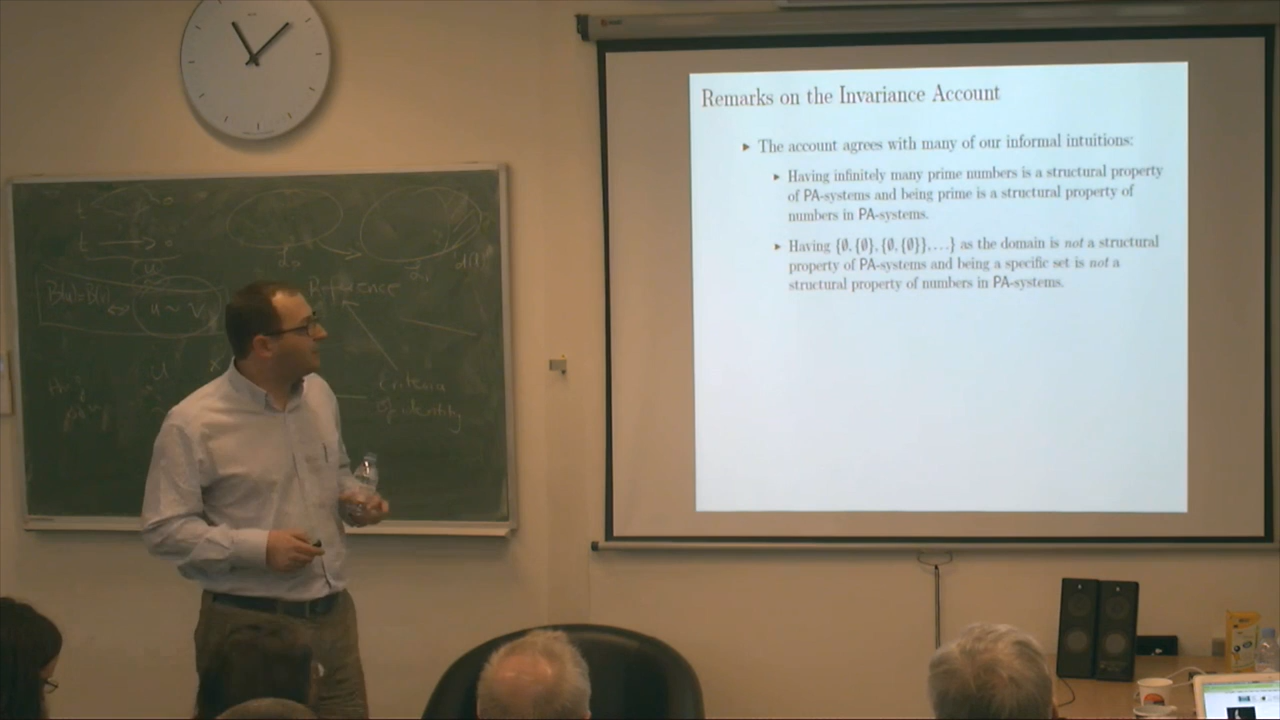 Remarks on the Invariance Account
▸ The account agrees with many of our informal intuitions:
▸ Having infinitely many prime numbers is a structural property
of PA-systems and being prime is a structural property of
numbers in PA-systems.
▸ Having {∅, {∅}, {∅, {∅}}, . . .} as the domain is not a structural
property of PA-systems and being a specific set is not a
structural property of numbers in PA-systems.
Reference
u ~ V
Criteria
of identity